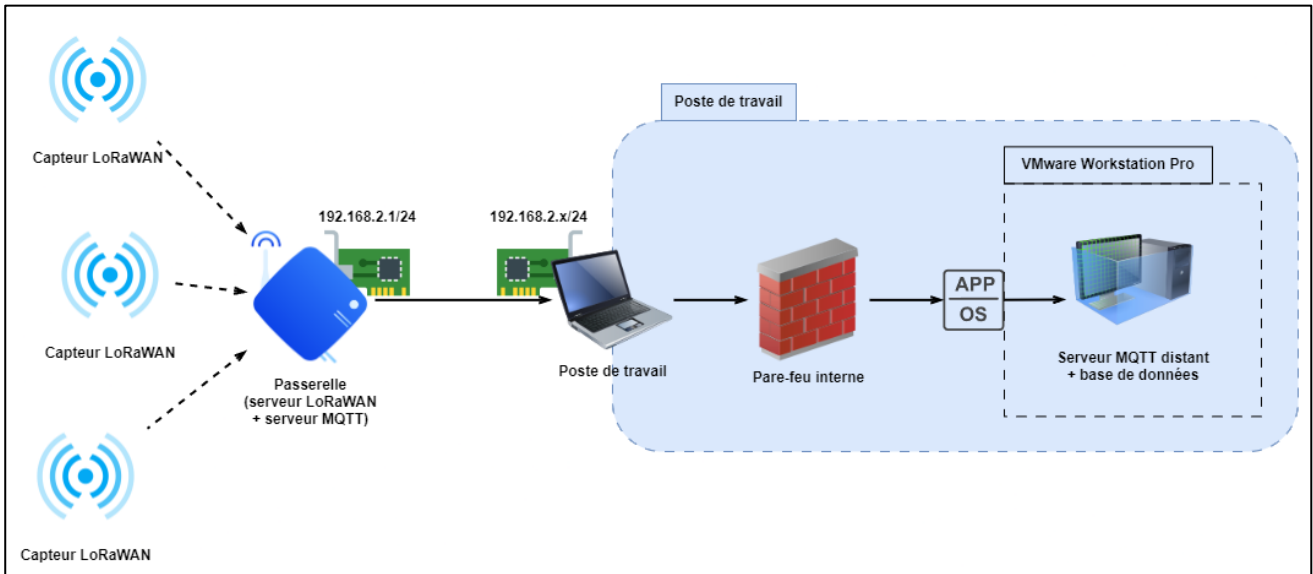 Capteur LoRaWAN
Capteur LoRaWAN
Capteur LoRaWAN
192.168.2.1/24
Passerelle
(serveur LoRaWAN
+ serveur MQTT)
192.168.2.x/24
Poste de travail
Poste de travail
Pare-feu interne
APP
OS
VMware Workstation Pro
Serveur MQTT distant
+ base de données